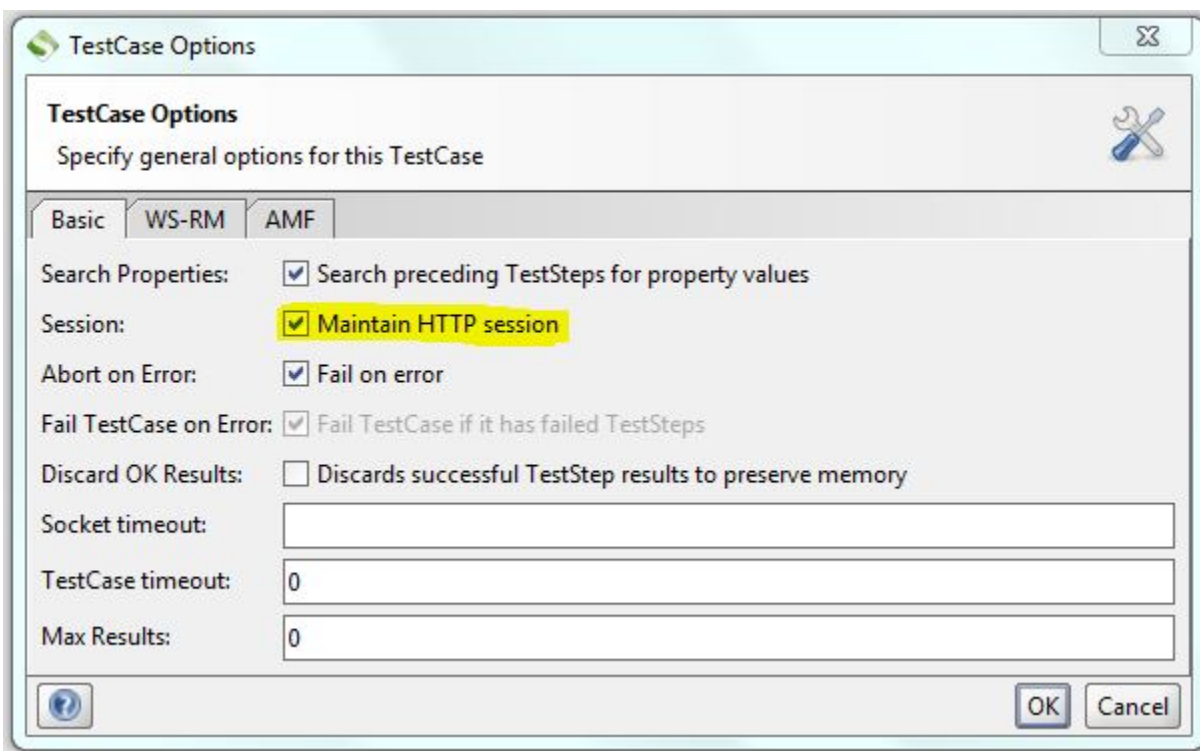 TestCase Options
TestCase Options
Specify general options for this TestCase
Basic WS-RM AMF
Search Properties: Search preceding TestSteps for property values
Session: Maintain HTTP session
Abort on Error: Fail on error
Fail TestCase on Error: Fail TestCase if it has failed TestSteps
Discard OK Results: Discards successful TestStep results to preserve memory
Socket timeout:
TestCase timeout: 0
Max Results: 0
OK Cancel